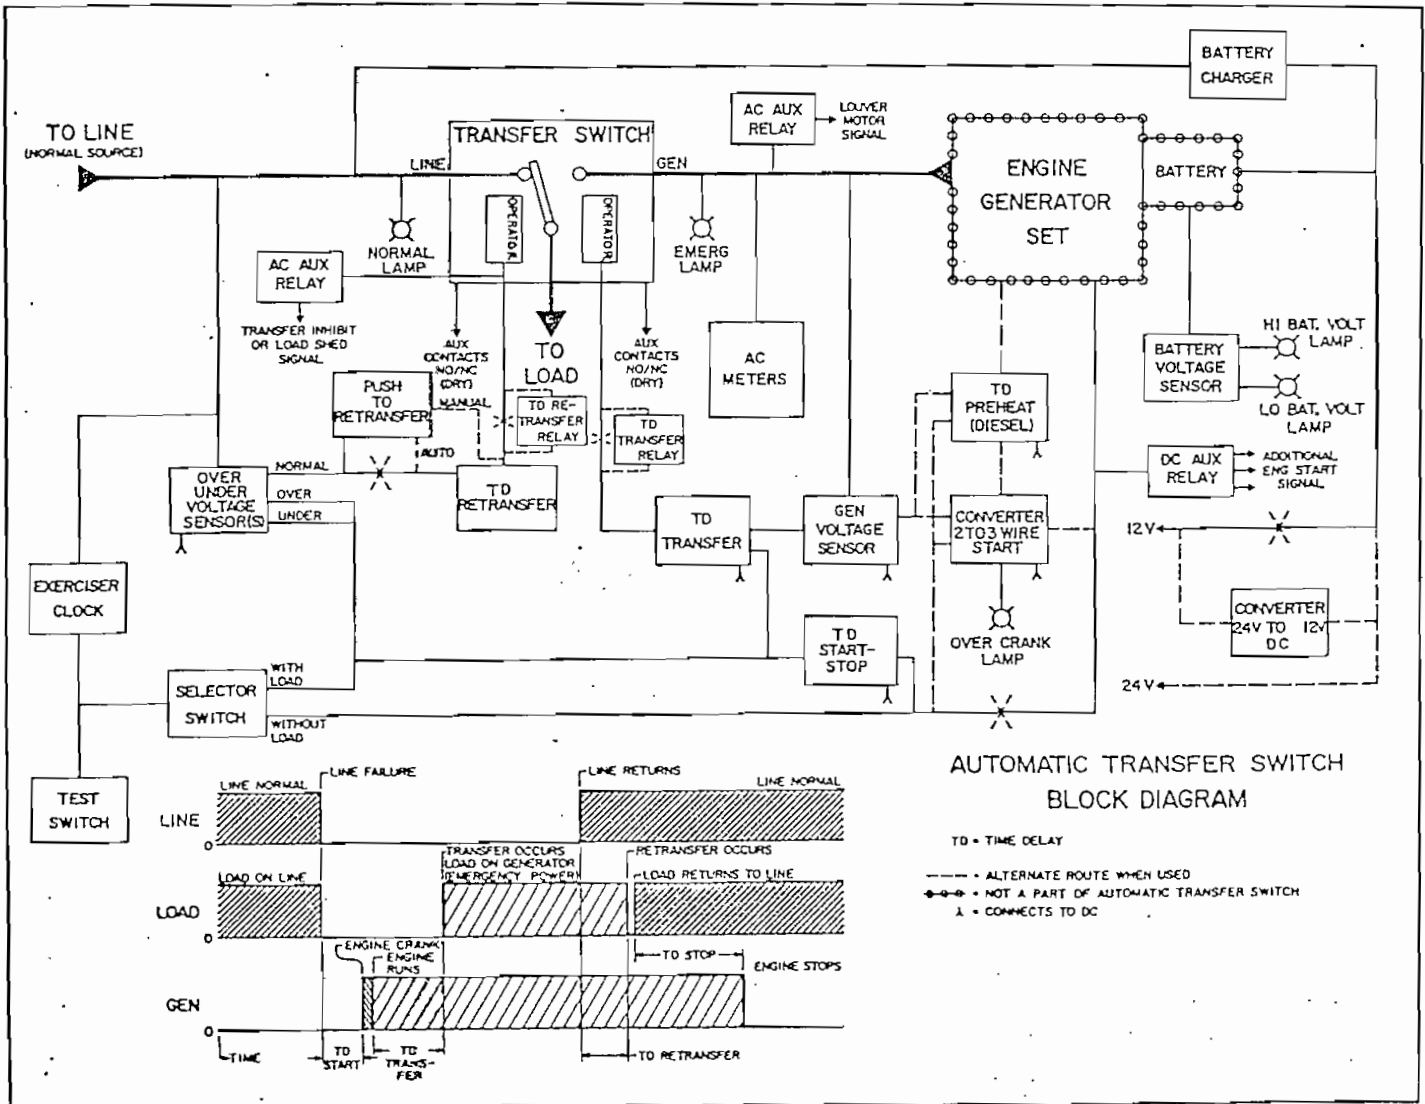 BATTERY
CHARGER
TO LINE
(NORMAL SOURCE)
TRANSFER SWITCH
LINE
GEN
AC AUX
RELAY
LOUVER
MOTOR
SIGNAL
ENGINE
GENERATOR
SET
BATTERY
OPERATOR
OPERATOR
NORMAL
LAMP
EMERG
LAMP
AC AUX
RELAY
TRANSFER INHIBIT
OR LOAD SHED
SIGNAL
AUX
CONTACTS
NO/NC
(DRY)
TO
LOAD
AUX
CONTACTS
NO/NC
(DRY)
AC
METERS
BATTERY
VOLTAGE
SENSOR
HI BAT. VOLT
LAMP
LO BAT. VOLT
LAMP
PUSH
TO
RETRANSFER
MANUAL
AUTO
TD RE-
TRANSFER
RELAY
TD
TRANSFER
RELAY
TD
PREHEAT
(DIESEL)
DC AUX
RELAY
ADDITIONAL
ENG START
SIGNAL
OVER
UNDER
VOLTAGE
SENSOR(S)
NORMAL
OVER
UNDER
TD
RETRANSFER
TD
TRANSFER
GEN
VOLTAGE
SENSOR
CONVERTER
2 TO 3 WIRE
START
12V
EXERCISER
CLOCK
TD
START-
STOP
OVER CRANK
LAMP
CONVERTER
24V TO 12V
DC
24V
SELECTOR
SWITCH
WITH
LOAD
WITHOUT
LOAD
TEST
SWITCH
AUTOMATIC TRANSFER SWITCH
BLOCK DIAGRAM
TD = TIME DELAY
= ALTERNATE ROUTE WHEN USED
= NOT A PART OF AUTOMATIC TRANSFER SWITCH
= CONNECTS TO DC
LINE NORMAL
LINE FAILURE
LINE RETURNS
LINE NORMAL
LINE
0
LOAD ON LINE
TRANSFER OCCURS
LOAD ON GENERATOR
(EMERGENCY POWER)
RETRANSFER OCCURS
LOAD RETURNS TO LINE
LOAD
0
ENGINE CRANK
ENGINE
RUNS
TD STOP
ENGINE STOPS
GEN
0
TIME
TD
START
TD
TRANS-
FER
TD RETRANSFER